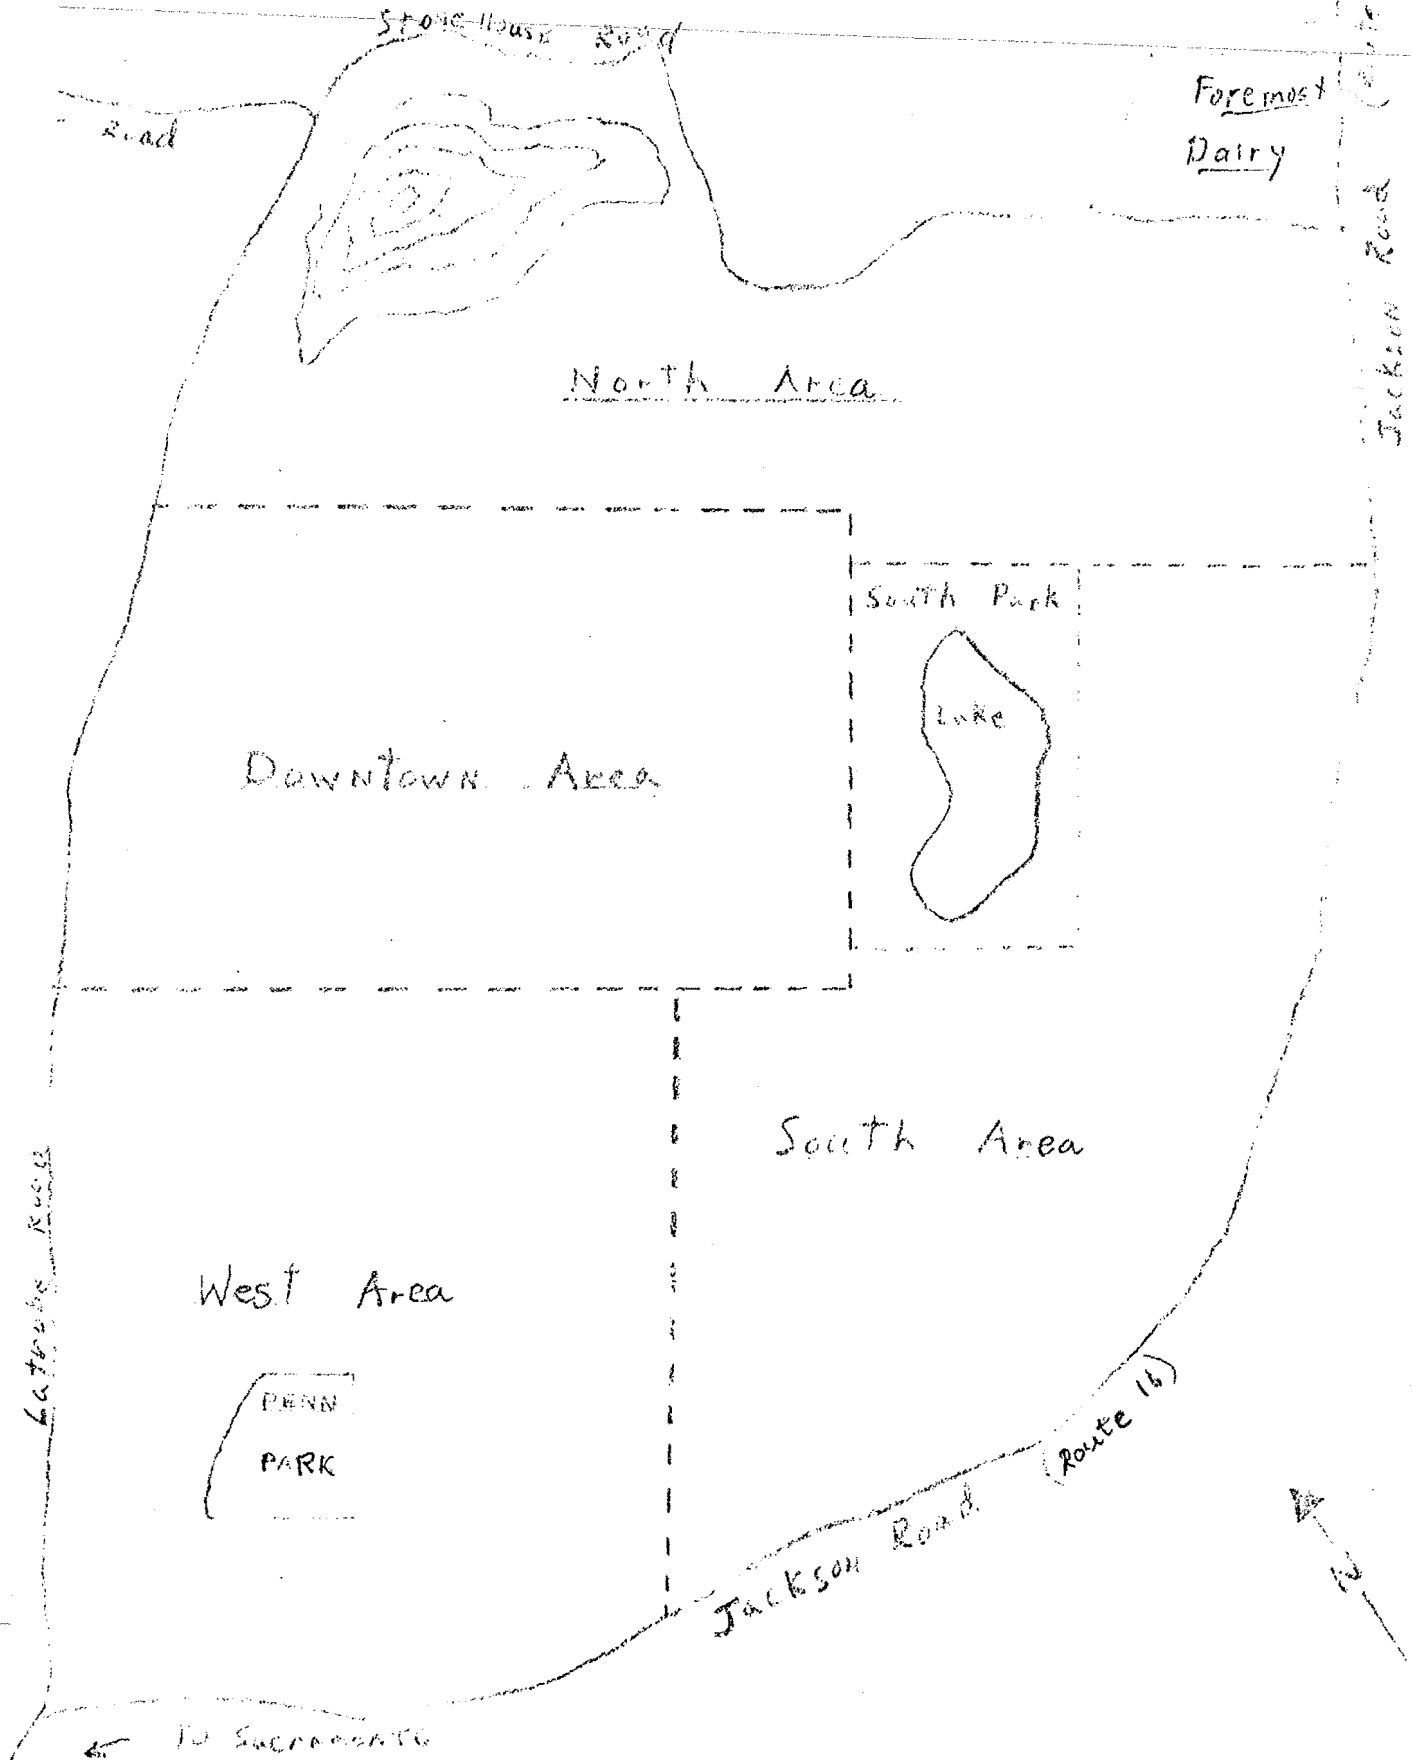 Stone House Road
Foremost
Dairy
Road
Jackson Road
North Area
South Park
Lake
Downtown Area
South Area
Latrobe Road
West Area
PENN
PARK
(Route 16)
Jackson Road
N
← To Sacramento